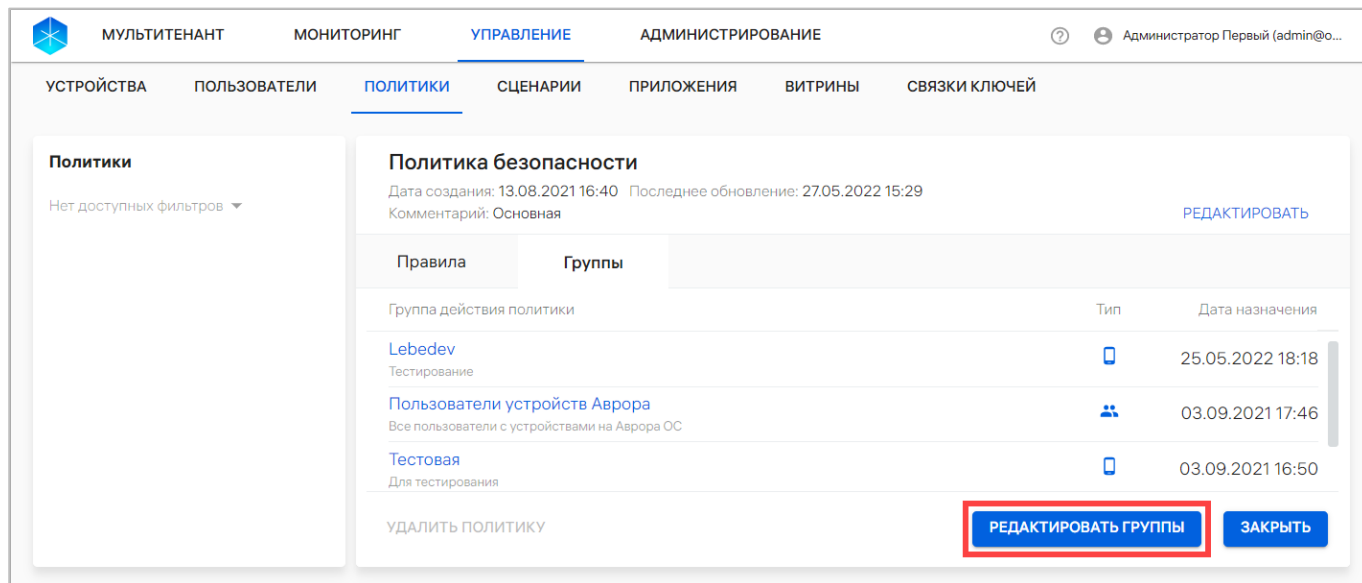 МУЛЬТИТЕНАНТ МОНИТОРИНГ УПРАВЛЕНИЕ АДМИНИСТРИРОВАНИЕ Администратор Первый (admin@o...
УСТРОЙСТВА ПОЛЬЗОВАТЕЛИ ПОЛИТИКИ СЦЕНАРИИ ПРИЛОЖЕНИЯ ВИТРИНЫ СВЯЗКИ КЛЮЧЕЙ
Политики
Нет доступных фильтров
Политика безопасности
Дата создания: 13.08.2021 16:40 Последнее обновление: 27.05.2022 15:29
Комментарий: Основная
РЕДАКТИРОВАТЬ
Правила Группы
Группа действия политики Тип Дата назначения
Lebedev 25.05.2022 18:18
Тестирование
Пользователи устройств Аврора 03.09.2021 17:46
Все пользователи с устройствами на Аврора ОС
Тестовая 03.09.2021 16:50
Для тестирования
УДАЛИТЬ ПОЛИТИКУ РЕДАКТИРОВАТЬ ГРУППЫ ЗАКРЫТЬ